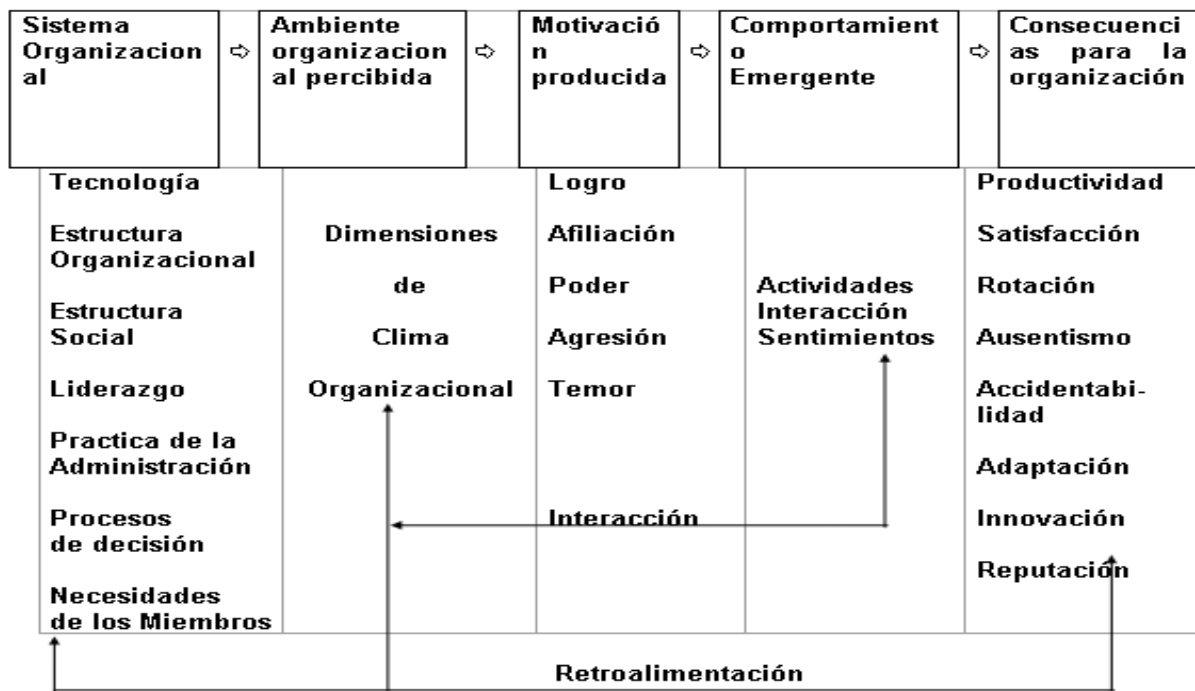 Sistema
Organizacion
al
Ambiente
organizacion
al percibida
Motivació
n
producida
Comportamient
o
Emergente
Consecuenci
as para la
organización
Tecnología
Estructura
Organizacional
Estructura
Social
Liderazgo
Practica de la
Administración
Procesos
de decisión
Necesidades
de los Miembros
Dimensiones
de
Clima
Organizacional
Logro
Afiliación
Poder
Agresión
Temor
Interacción
Actividades
Interacción
Sentimientos
Productividad
Satisfacción
Rotación
Ausentismo
Accidentabi-
lidad
Adaptación
Innovación
Reputación
Retroalimentación